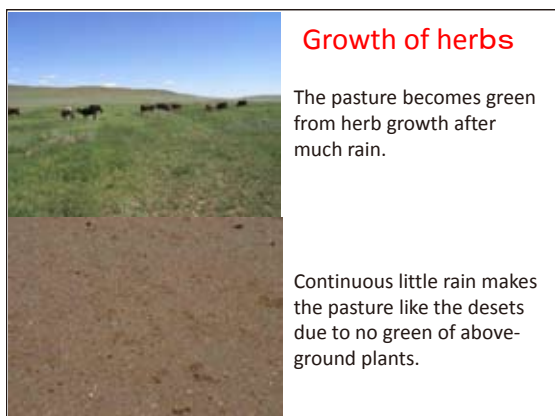 Growth of herbs
The pasture becomes green
from herb growth after
much rain.
Continuous little rain makes
the pasture like the desets
due to no green of above-
ground plants.